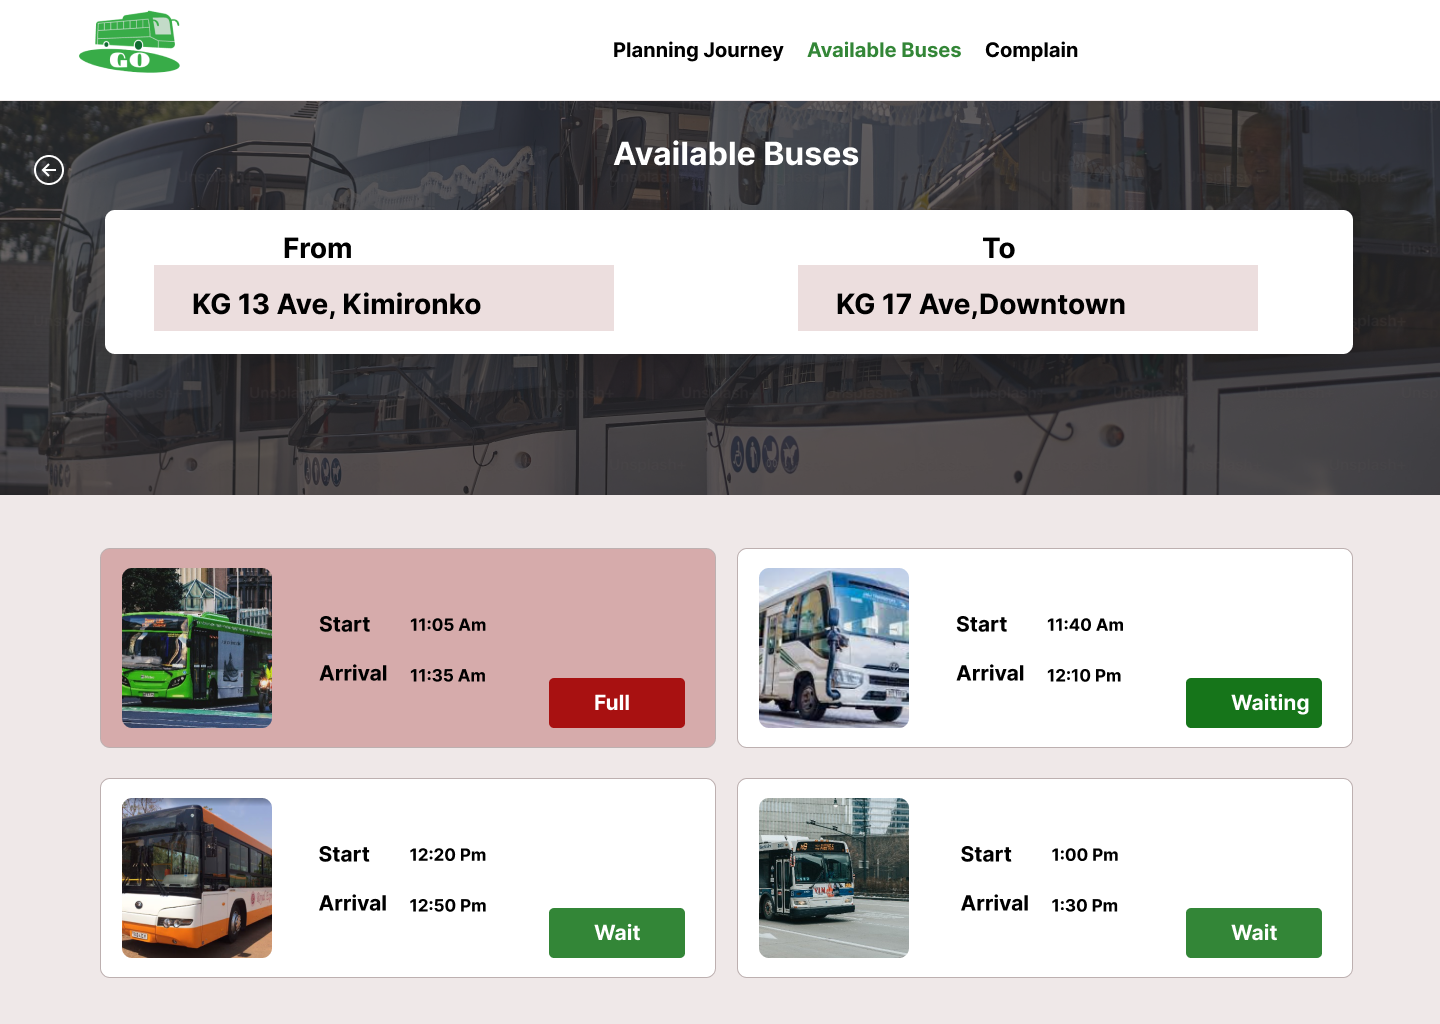 GO
Planning Journey Available Buses Complain
Available Buses
From
To
KG 13 Ave, Kimironko
KG 17 Ave,Downtown
Start 11:05 Am
Arrival 11:35 Am
Full
Start 11:40 Am
Arrival 12:10 Pm
Waiting
Start 12:20 Pm
Arrival 12:50 Pm
Wait
Start 1:00 Pm
Arrival 1:30 Pm
Wait